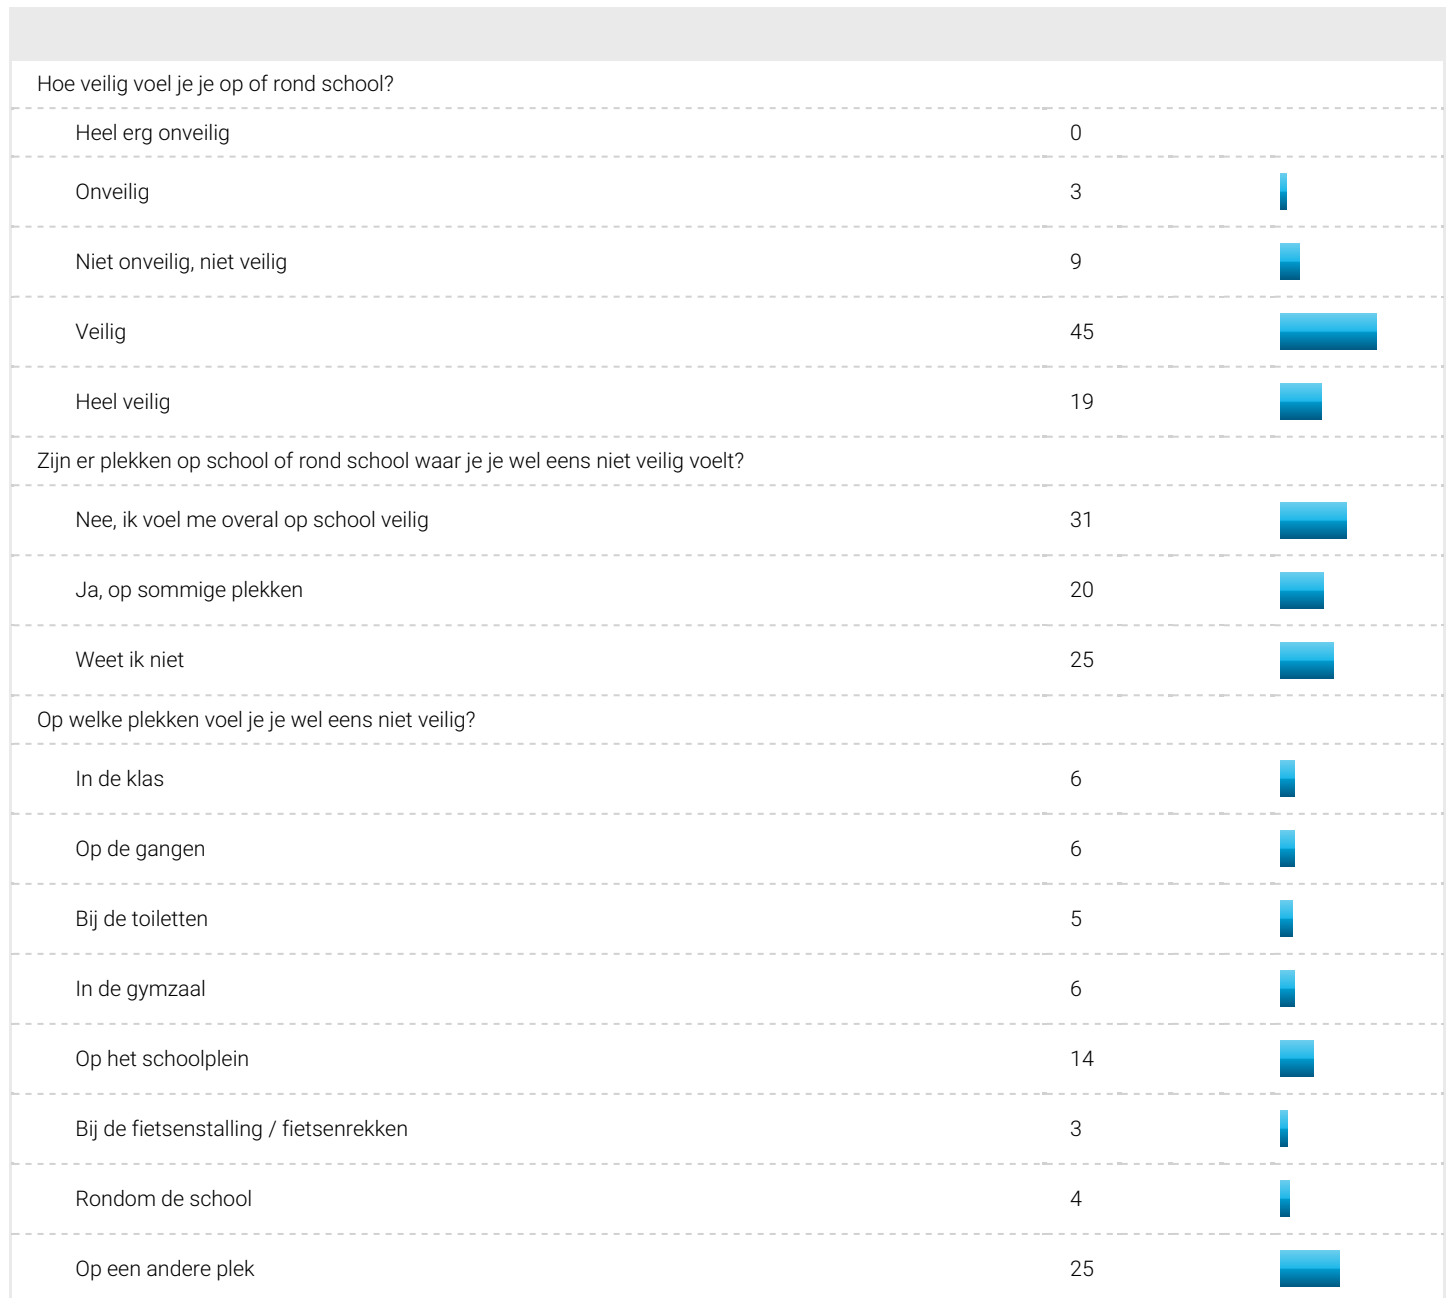 Hoe veilig voel je je op of rond school?
Heel erg onveilig 0
Onveilig 3
Niet onveilig, niet veilig 9
Veilig 45
Heel veilig 19
Zijn er plekken op school of rond school waar je je wel eens niet veilig voelt?
Nee, ik voel me overal op school veilig 31
Ja, op sommige plekken 20
Weet ik niet 25
Op welke plekken voel je je wel eens niet veilig?
In de klas 6
Op de gangen 6
Bij de toiletten 5
In de gymzaal 6
Op het schoolplein 14
Bij de fietsenstalling / fietsenrekken 3
Rondom de school 4
Op een andere plek 25